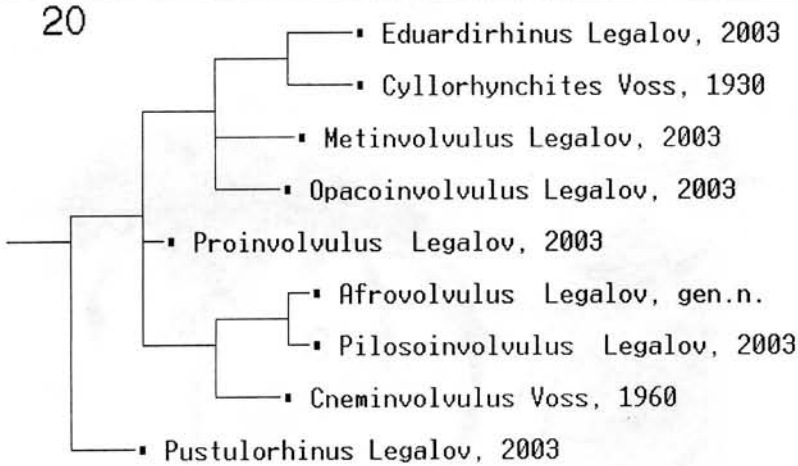 20
Eduardirhinus Legalov, 2003
Cyllorhynchites Voss, 1930
Metinvolvulus Legalov, 2003
Opacoinvolvulus Legalov, 2003
Proinvolvulus Legalov, 2003
Afrovolvulus Legalov, gen.n.
Pilosoinvolvulus Legalov, 2003
Cneminvolvulus Voss, 1960
Pustulorhinus Legalov, 2003